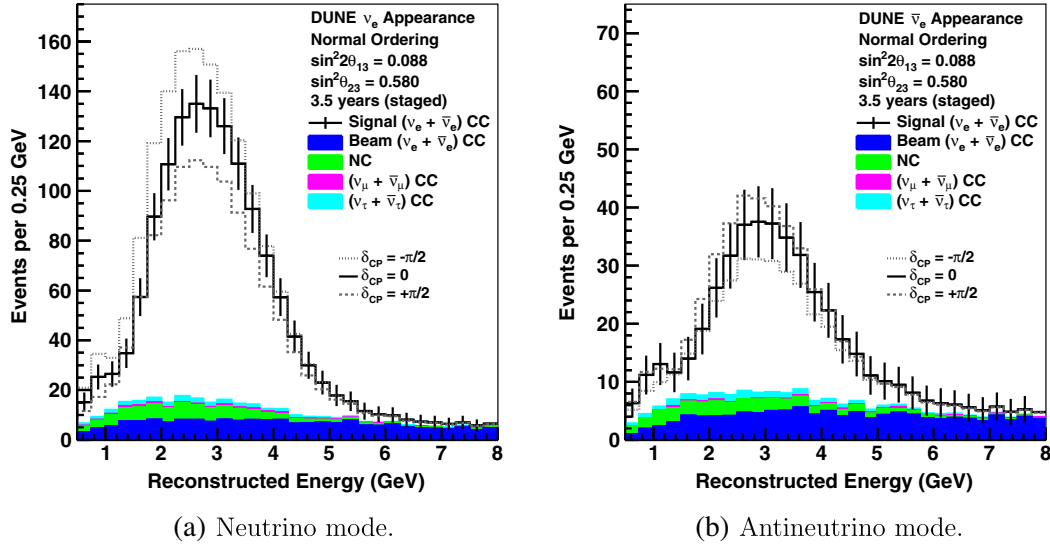 DUNE νe Appearance
Normal Ordering
sin²2θ13 = 0.088
sin²θ23 = 0.580
3.5 years (staged)
Signal (νe + ν̄e) CC
Beam (νe + ν̄e) CC
NC
(νμ + ν̄μ) CC
(ντ + ν̄τ) CC
δCP = -π/2
δCP = 0
δCP = +π/2
Events per 0.25 GeV
160
140
120
100
80
60
40
20
0
1 2 3 4 5 6 7 8
Reconstructed Energy (GeV)
(a) Neutrino mode.
DUNE ν̄e Appearance
Normal Ordering
sin²2θ13 = 0.088
sin²θ23 = 0.580
3.5 years (staged)
Signal (νe + ν̄e) CC
Beam (νe + ν̄e) CC
NC
(νμ + ν̄μ) CC
(ντ + ν̄τ) CC
δCP = -π/2
δCP = 0
δCP = +π/2
Events per 0.25 GeV
70
60
50
40
30
20
10
0
1 2 3 4 5 6 7 8
Reconstructed Energy (GeV)
(b) Antineutrino mode.